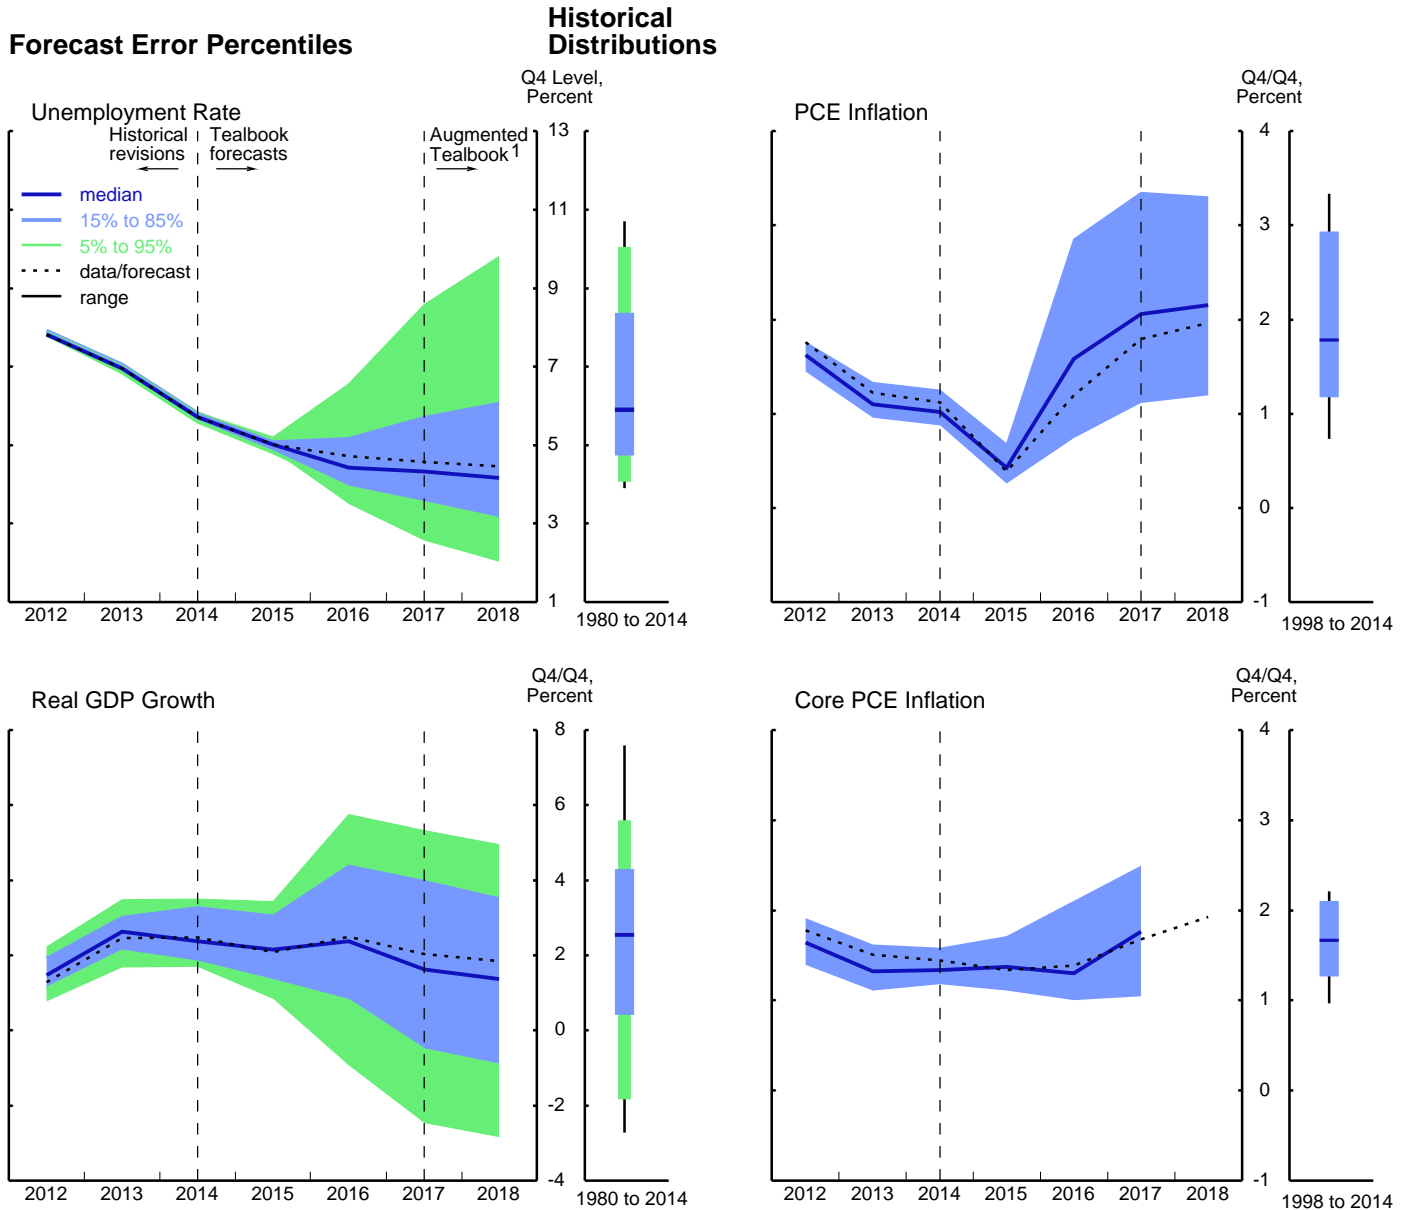 Forecast Error Percentiles
Historical
Distributions
Unemployment Rate
Q4 Level,
Percent
Historical
revisions
Tealbook
forecasts
Augmented
Tealbook1
median
15% to 85%
5% to 95%
data/forecast
range
13
11
9
7
5
3
1
2012 2013 2014 2015 2016 2017 2018
1980 to 2014
PCE Inflation
Q4/Q4,
Percent
4
3
2
1
0
-1
2012 2013 2014 2015 2016 2017 2018
1998 to 2014
Real GDP Growth
Q4/Q4,
Percent
8
6
4
2
0
-2
-4
2012 2013 2014 2015 2016 2017 2018
1980 to 2014
Core PCE Inflation
Q4/Q4,
Percent
4
3
2
1
0
-1
2012 2013 2014 2015 2016 2017 2018
1998 to 2014